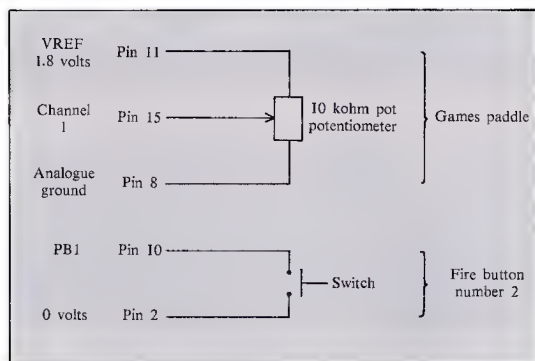 VREF
1.8 volts
Pin 11
Channel
1
Pin 15
10 kohm pot
potentiometer
Games paddle
Analogue
ground
Pin 8
PB1
Pin 10
Switch
Fire button
number 2
0 volts
Pin 2